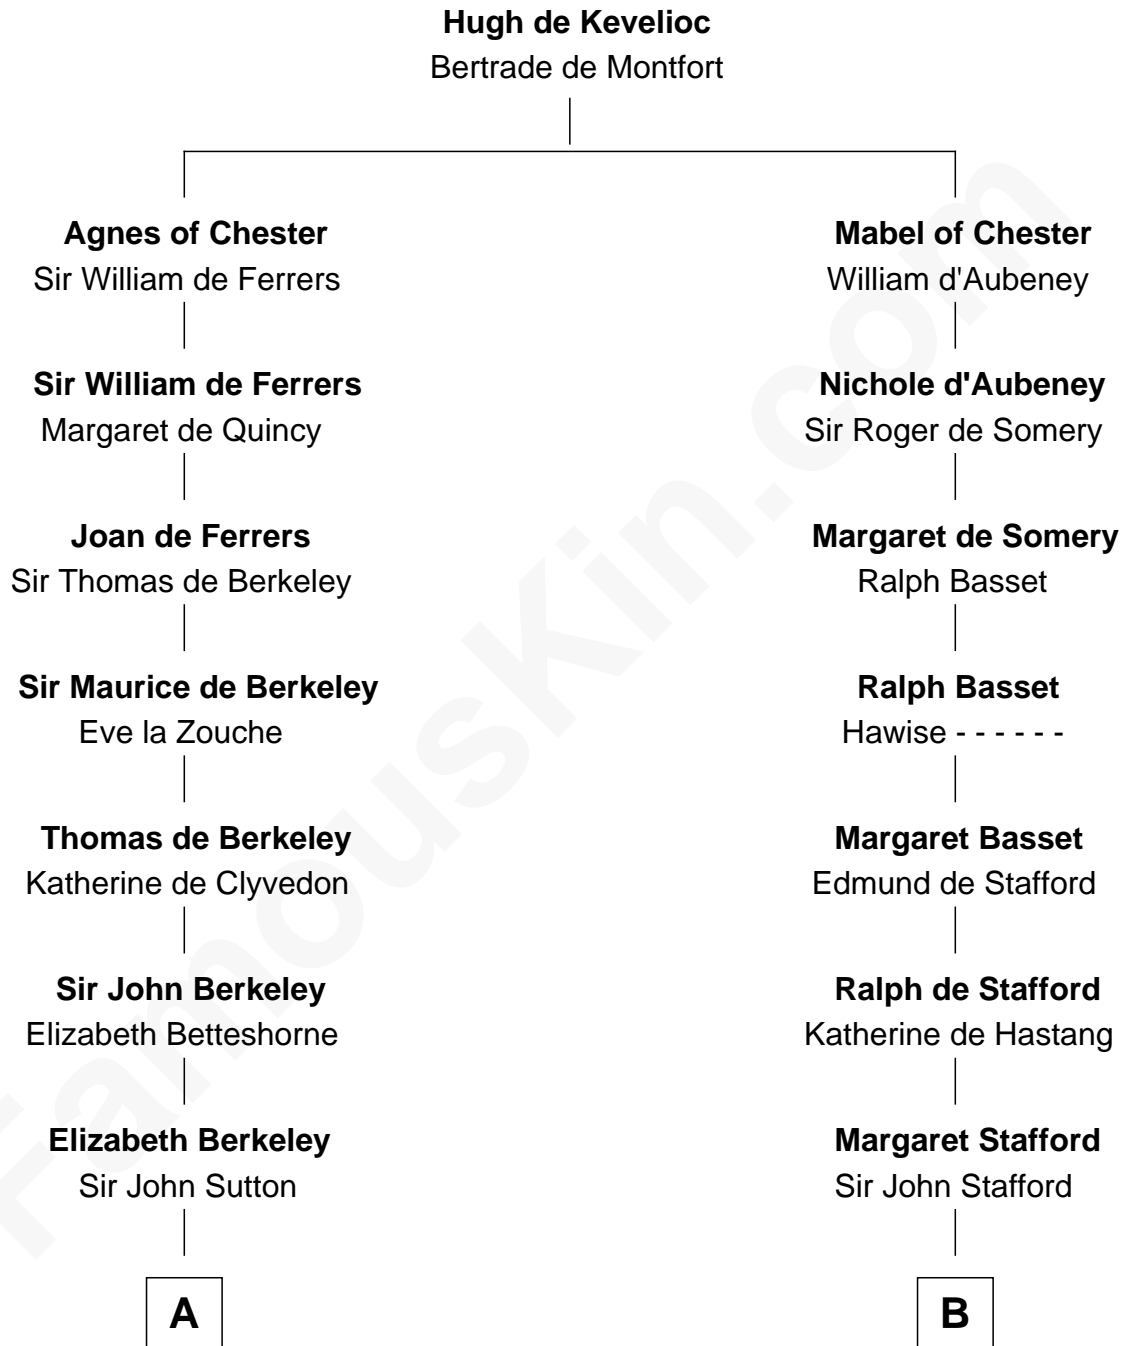 Hugh de Kevelioc
Bertrade de Montfort
Agnes of Chester
Sir William de Ferrers
Mabel of Chester
William d'Aubeney
Sir William de Ferrers
Margaret de Quincy
Nichole d'Aubeney
Sir Roger de Somery
Joan de Ferrers
Sir Thomas de Berkeley
Margaret de Somery
Ralph Basset
Sir Maurice de Berkeley
Eve la Zouche
Ralph Basset
Hawise - - - - - -
Thomas de Berkeley
Katherine de Clyvedon
Margaret Basset
Edmund de Stafford
Sir John Berkeley
Elizabeth Betteshorne
Ralph de Stafford
Katherine de Hastang
Elizabeth Berkeley
Sir John Sutton
Margaret Stafford
Sir John Stafford
A
B
FamousKin.com